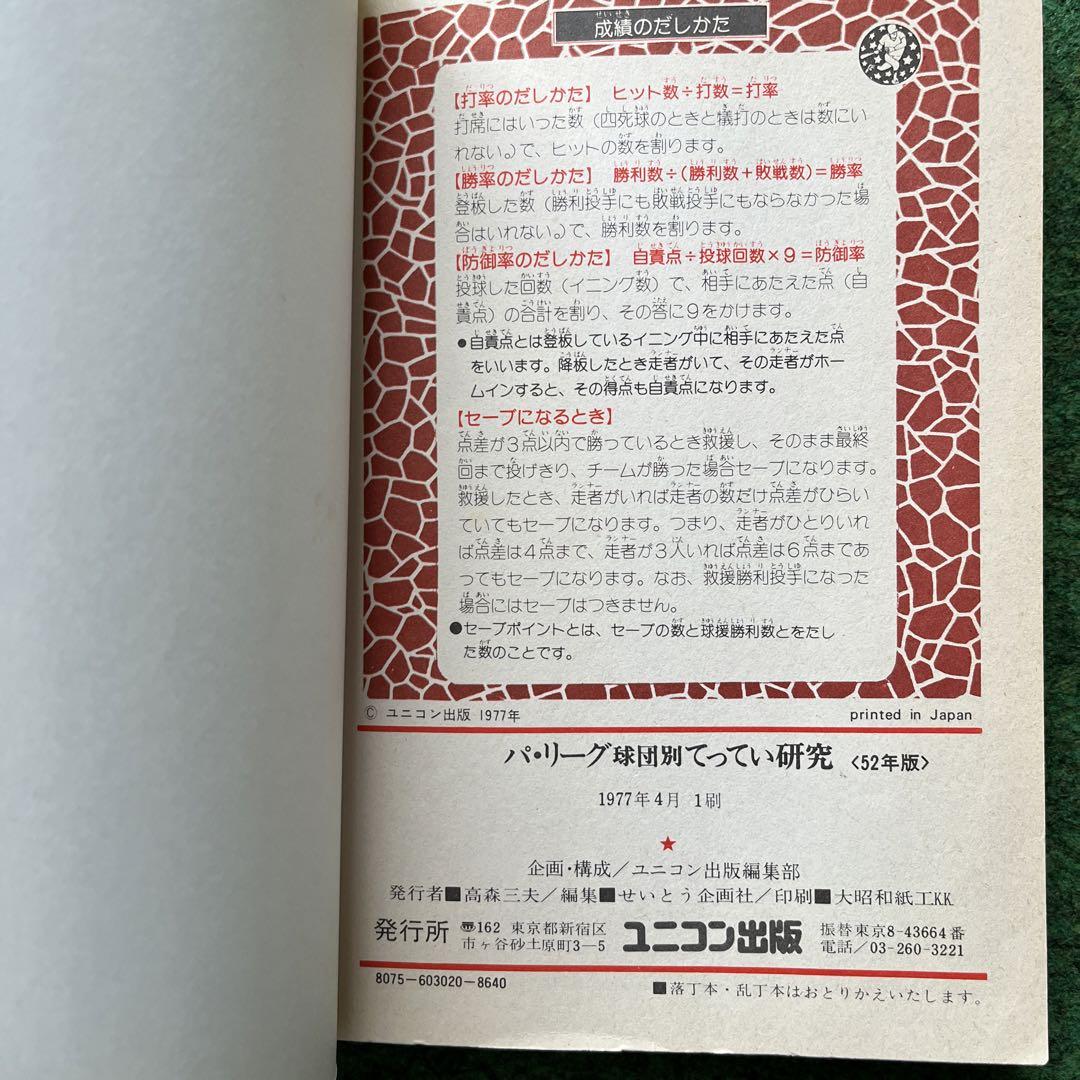 成績のだしかた
【打率のだしかた】 ヒット数÷打数=打率
打席にはいった数(四死球のときと犠打のときは数にい
れない。)で、ヒットの数を割ります。
【勝率のだしかた】 勝利数÷(勝利数+敗戦数)=勝率
登板した数(勝利投手にも敗戦投手にもならなかった場
合はいれない。)で、勝利数を割ります。
【防御率のだしかた】 自責点÷投球回数×9=防御率
投球した回数(イニング数)で、相手にあたえた点(自
責点)の合計を割り、その答に9をかけます。
●自責点とは登板しているイニング中に相手にあたえた点
をいいます。降板したとき走者がいて、その走者がホー
ムインすると、その得点も自責点になります。
【セーブになるとき】
点差が3点以内で勝っているとき救援し、そのまま最終
回まで投げきり、チームが勝った場合セーブになります。
救援したとき、走者がいれば走者の数だけ点差がひらい
ていてもセーブになります。つまり、走者がひとりいれ
ば点差は4点まで、走者が3人いれば点差は6点まであ
ってもセーブになります。なお、救援勝利投手になった
場合にはセーブはつきません。
●セーブポイントとは、セーブの数と球援勝利数とをたし
た数のことです。
© ユニコン出版 1977年 printed in Japan
パ・リーグ球団別てってい研究 〈52年版〉
1977年4月 1刷
★
企画・構成/ユニコン出版編集部
発行者■高森三夫/編集■せいとう企画社/印刷■大昭和紙工KK
発行所 〠162 東京都新宿区 市ヶ谷砂土原町3-5 ユニコン出版 振替東京8-43664番 電話/03-260-3221
8075-603020-8640
■落丁本・乱丁本はおとりかえいたします。